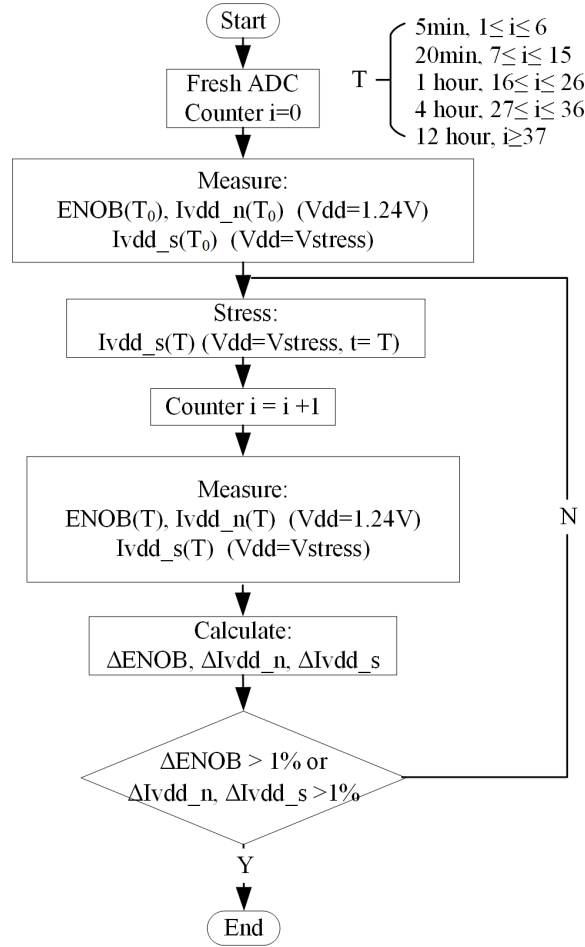 Start
Fresh ADC
Counter i=0
T
5min, 1≤ i≤ 6
20min, 7≤ i≤ 15
1 hour, 16≤ i≤ 26
4 hour, 27≤ i≤ 36
12 hour, i≥37
Measure:
ENOB(T₀), Ivdd_n(T₀) (Vdd=1.24V)
Ivdd_s(T₀) (Vdd=Vstress)
Stress:
Ivdd_s(T) (Vdd=Vstress, t= T)
Counter i = i +1
Measure:
ENOB(T), Ivdd_n(T) (Vdd=1.24V)
Ivdd_s(T) (Vdd=Vstress)
N
Calculate:
ΔENOB, ΔIvdd_n, ΔIvdd_s
ΔENOB > 1% or
ΔIvdd_n, ΔIvdd_s >1%
Y
End